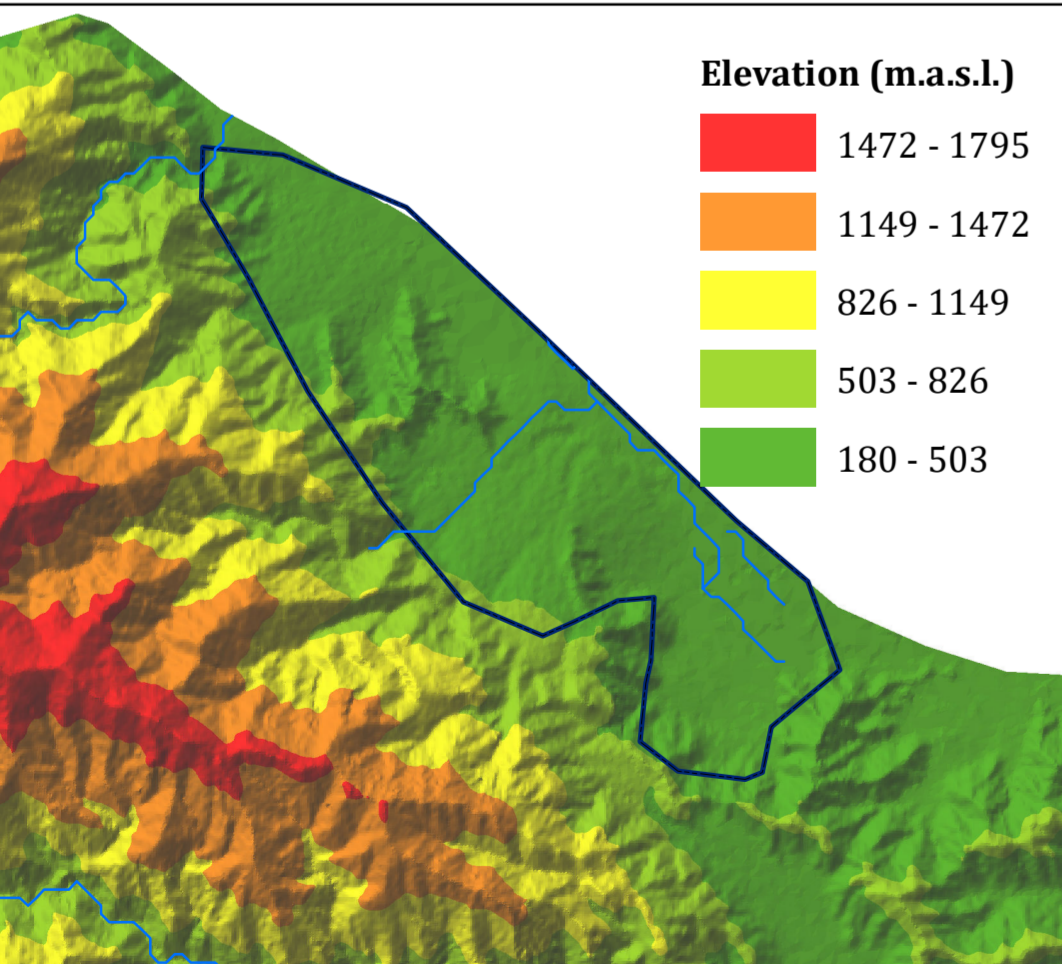 Elevation (m.a.s.l.)
1472 - 1795
1149 - 1472
826 - 1149
503 - 826
180 - 503